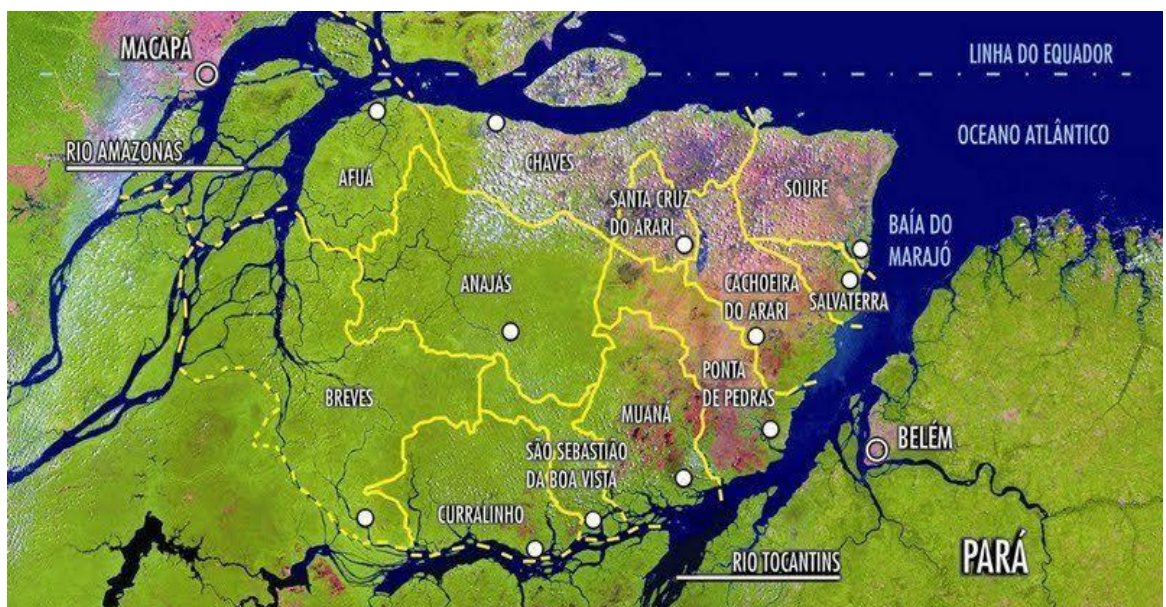 MACAPÁ
LINHA DO EQUADOR
OCEANO ATLÂNTICO
RIO AMAZONAS
AFUÁ
CHAVES
SANTA CRUZ
DO ARARI
SOURE
BAÍA DO
MARAJÓ
ANAJÁS
CACHOEIRA
DO ARARI
SALVATERRA
BREVES
PONTA
DE PEDRAS
MUANÁ
SÃO SEBASTIÃO
DA BOA VISTA
BELÉM
CURRALINHO
RIO TOCANTINS
PARÁ